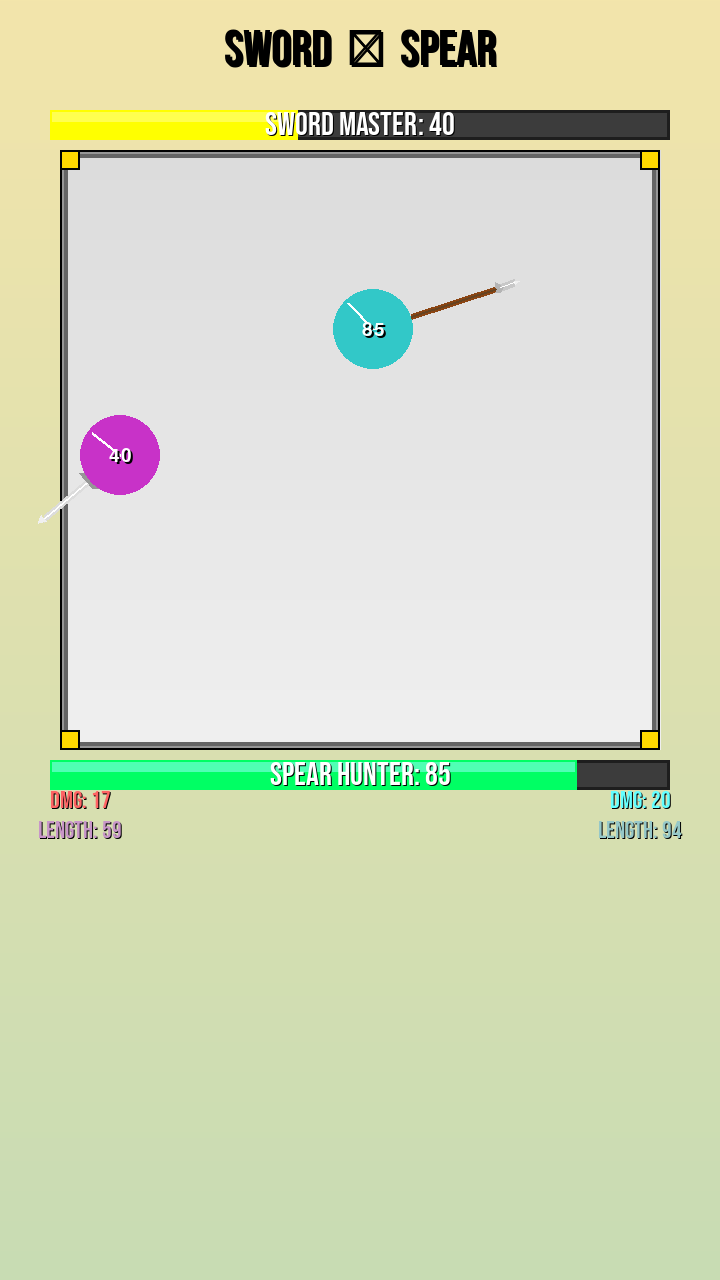 SWORD ☒ SPEAR
SWORD MASTER: 40
85
40
SPEAR HUNTER: 85
DMG: 17
DMG: 20
LENGTH: 59
LENGTH: 94